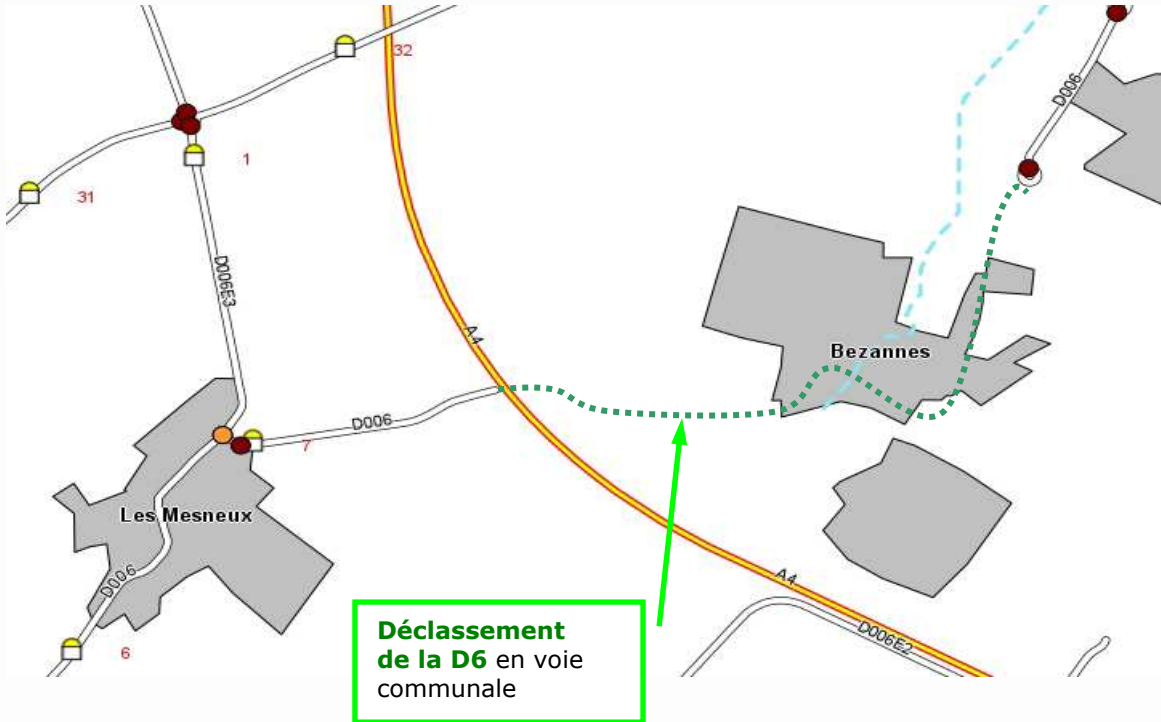 32
D006
1
31
D006E3
A4
Bezannes
D006
7
Les Mesneux
D006
A4
D006E2
6
Déclassement
de la D6 en voie
communale